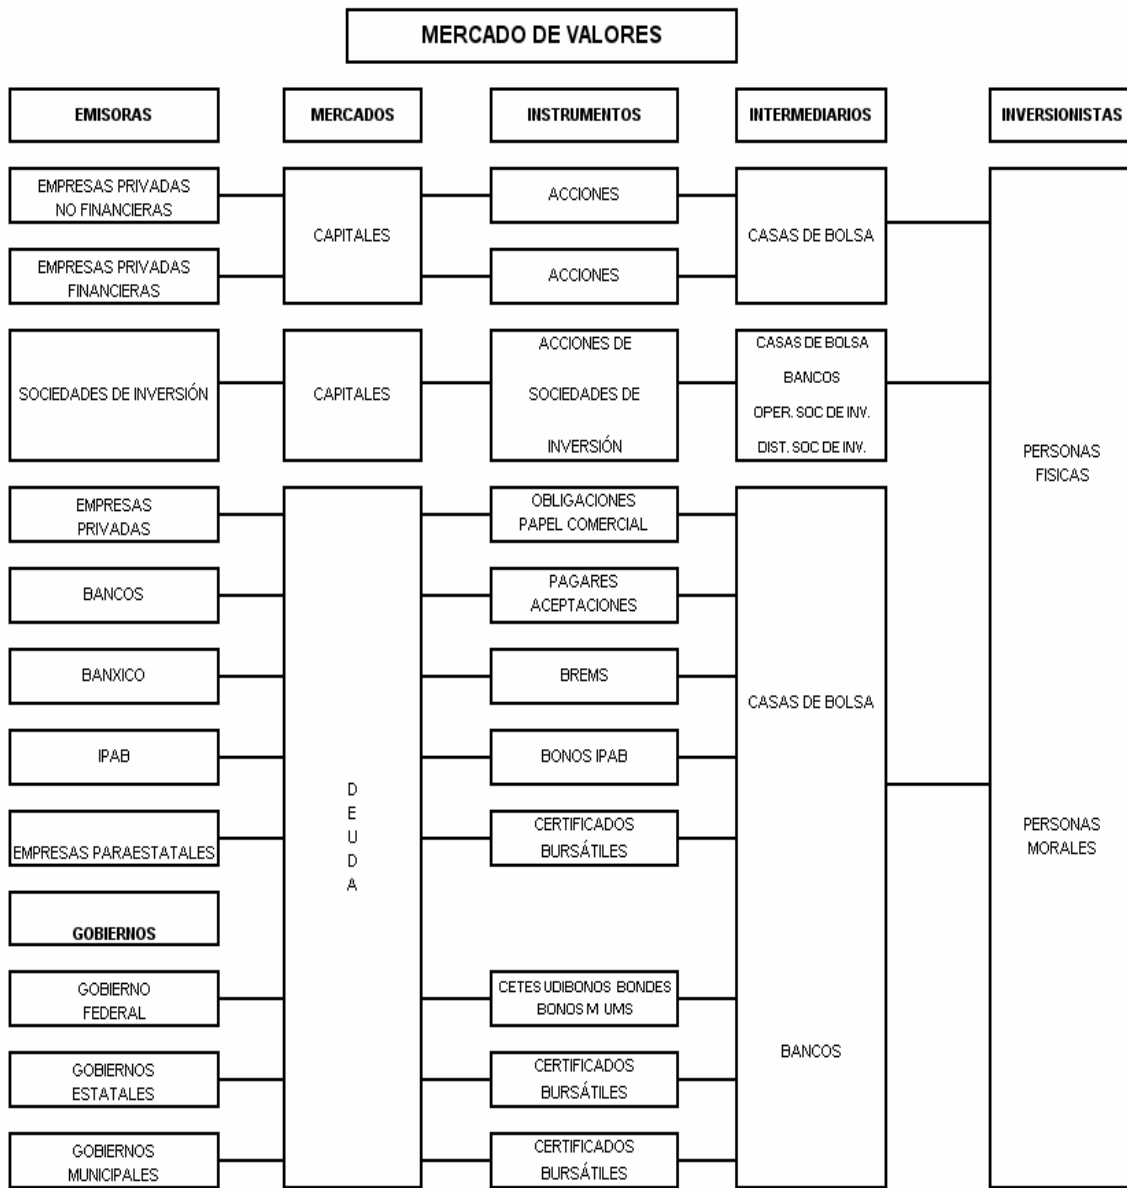 MERCADO DE VALORES
EMISORAS
MERCADOS
INSTRUMENTOS
INTERMEDIARIOS
INVERSIONISTAS
EMPRESAS PRIVADAS
NO FINANCIERAS
CAPITALES
ACCIONES
CASAS DE BOLSA
EMPRESAS PRIVADAS
FINANCIERAS
ACCIONES
SOCIEDADES DE INVERSIÓN
CAPITALES
ACCIONES DE
SOCIEDADES DE
INVERSIÓN
CASAS DE BOLSA
BANCOS
OPER. SOC DE INV.
DIST. SOC DE INV.
PERSONAS
FISICAS
EMPRESAS
PRIVADAS
OBLIGACIONES
PAPEL COMERCIAL
BANCOS
PAGARES
ACEPTACIONES
BANXICO
BREMS
CASAS DE BOLSA
IPAB
BONOS IPAB
D
E
U
D
A
EMPRESAS PARAESTATALES
CERTIFICADOS
BURSÁTILES
PERSONAS
MORALES
GOBIERNOS
GOBIERNO
FEDERAL
CETES UDIBONOS BONDES
BONOS M UMS
BANCOS
GOBIERNOS
ESTATALES
CERTIFICADOS
BURSÁTILES
GOBIERNOS
MUNICIPALES
CERTIFICADOS
BURSÁTILES